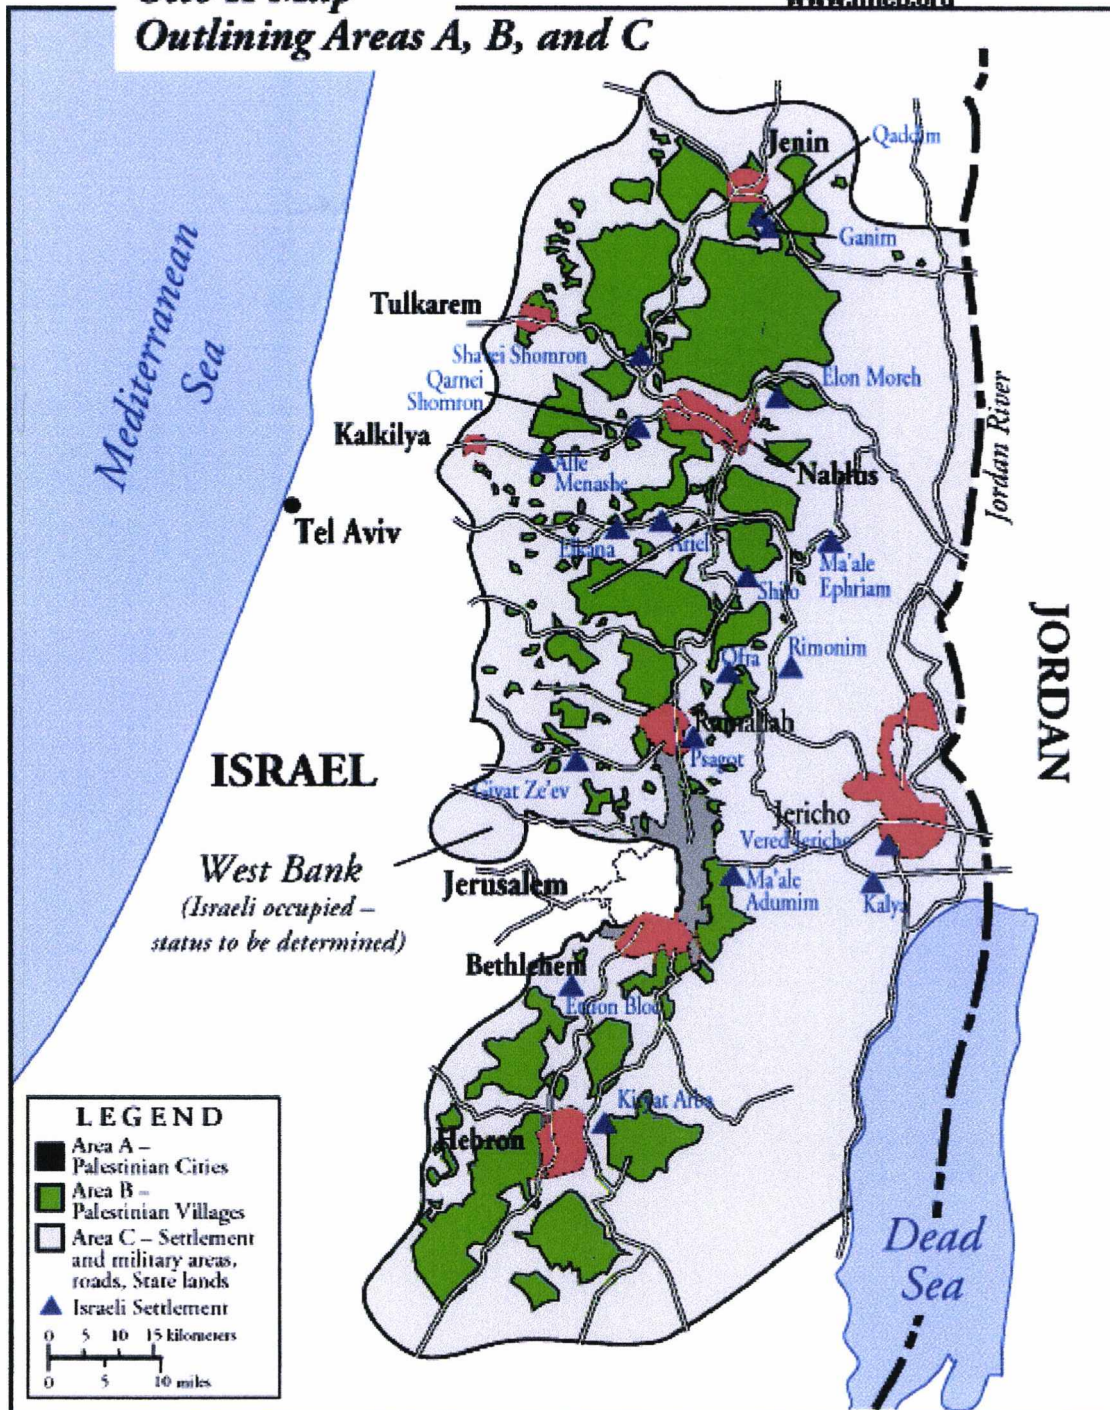 Outlining Areas A, B, and C
Jenin
Qaddim
Ganim
Mediterranean
Sea
Tulkarem
Shavei Shomron
Qarnei
Shomron
Elon Moreh
Kalkilya
Alfe
Menashe
Nablus
Jordan River
Tel Aviv
Elkana
Ariel
Ma'ale
Ephriam
Shilo
JORDAN
Ofra
Rimonim
Ramallah
Psagot
ISRAEL
Givat Ze'ev
Jericho
Vered Jericho
West Bank
(Israeli occupied –
status to be determined)
Jerusalem
Ma'ale
Adumim
Kalya
Bethlehem
Etzion Bloc
Kiryat Arba
Hebron
LEGEND
Area A –
Palestinian Cities
Area B –
Palestinian Villages
Area C – Settlement
and military areas,
roads, State lands
Israeli Settlement
0 5 10 15 kilometers
0 5 10 miles
Dead
Sea